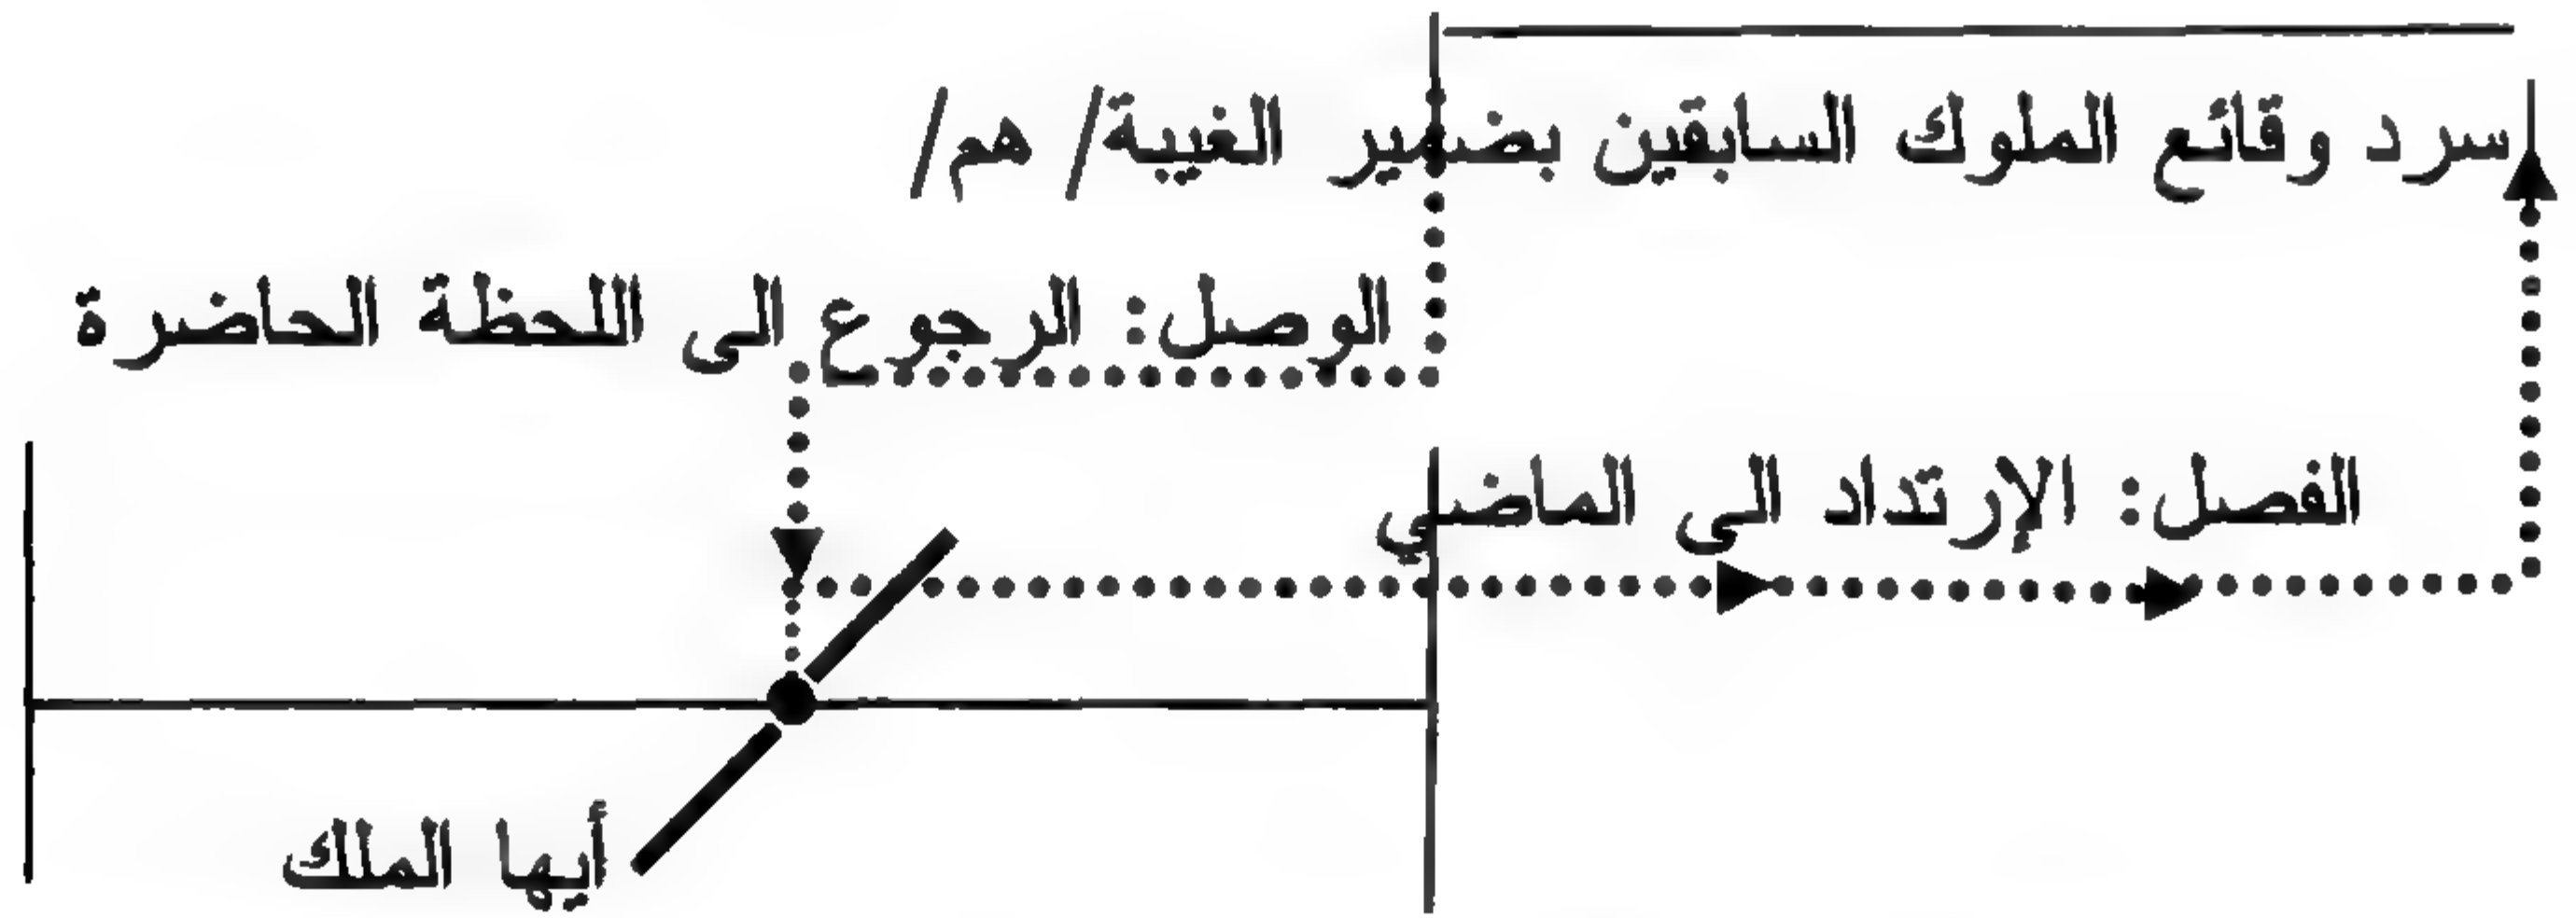 سرد وقائع الملوك السابقين بضمير الغيبة/ هم/
الوصل: الرجوع الى اللحظة الحاضرة
الفصل: الإرتداد الى الماضي
أيها الملك